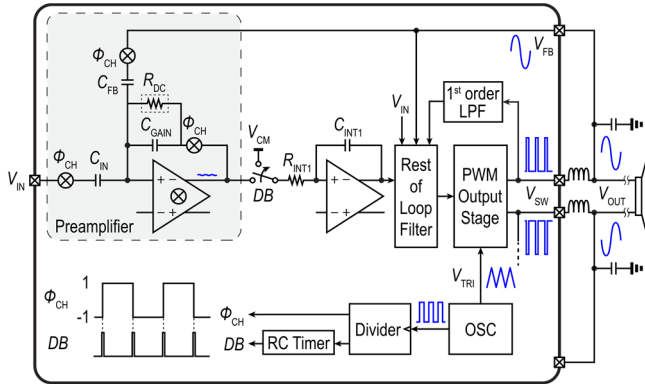 Φ_CH
C_FB
R_DC
V_FB
1st order
LPF
C_GAIN
Φ_CH
V_CM
V_IN
C_INT1
Φ_CH
C_IN
R_INT1
V_IN
+ −
− +
DB
+ −
− +
Rest
of
Loop
Filter
PWM
Output
Stage
V_SW
V_OUT
Preamplifier
V_TRI
Φ_CH
1
-1
DB
Φ_CH
DB
RC Timer
Divider
OSC